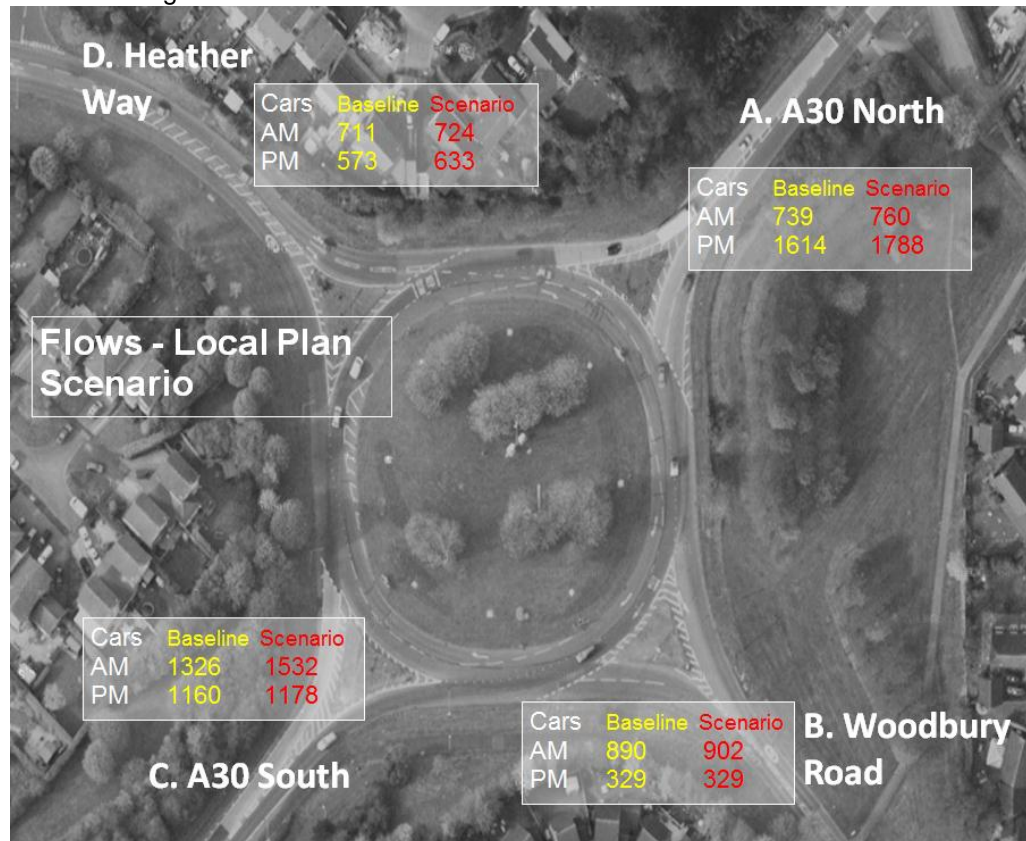 D. Heather
Way
Cars Baseline Scenario
AM 711 724
PM 573 633
A. A30 North
Cars Baseline Scenario
AM 739 760
PM 1614 1788
Flows - Local Plan
Scenario
Cars Baseline Scenario
AM 1326 1532
PM 1160 1178
C. A30 South
Cars Baseline Scenario
AM 890 902
PM 329 329
B. Woodbury
Road